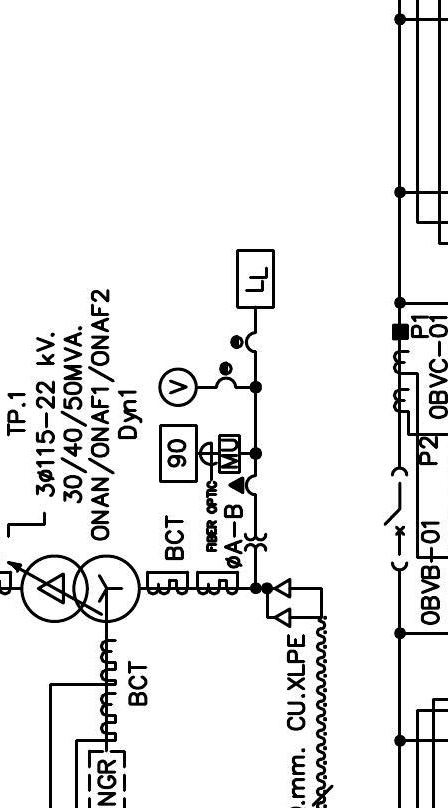 TP.1
3ø115-22 kV.
30/40/50MVA.
ONAN/ONAF1/ONAF2
Dyn1
LL
V
90
MU
FIBER OPTIC
BCT
øA-B
BCT
NGR
mm. CU.XLPE
P1
0BVC-01
P2
0BVB-01